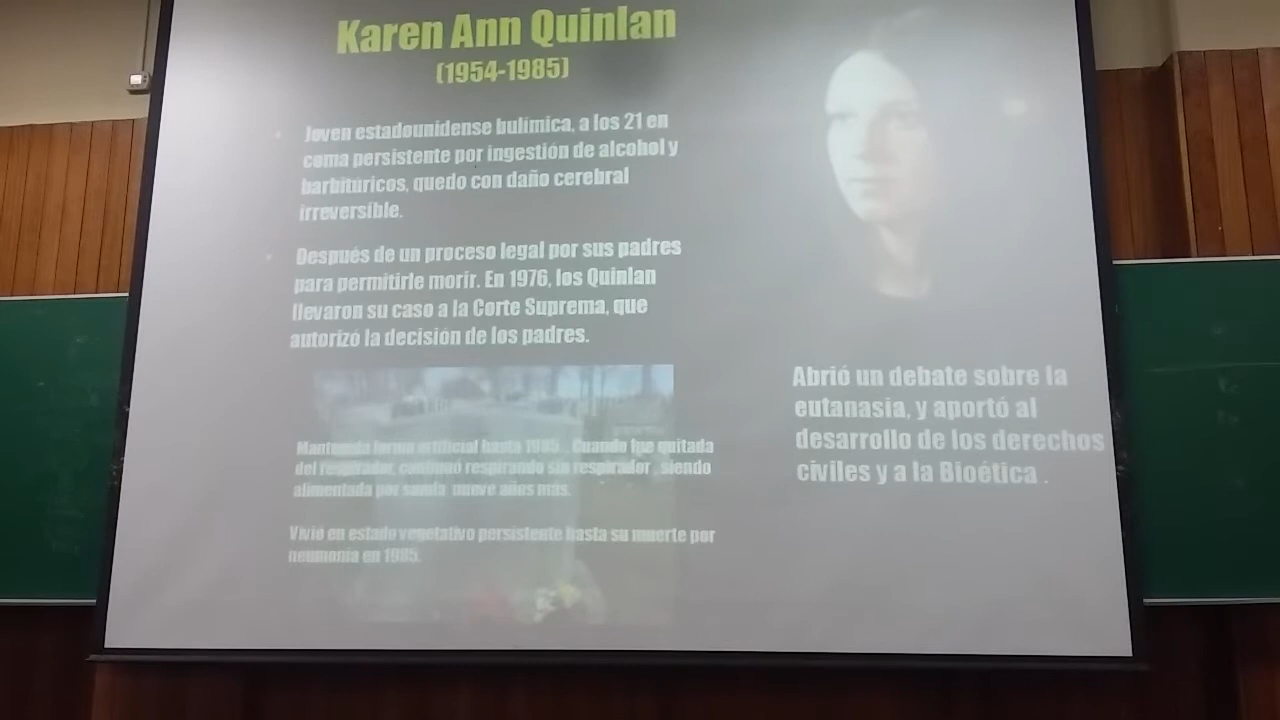 Karen Ann Quinlan
(1954-1985)
Joven estadounidense bulímica, a los 21 en
coma persistente por ingestión de alcohol y
barbitúricos, quedo con daño cerebral
irreversible.
Después de un proceso legal por sus padres
para permitirle morir. En 1976, los Quinlan
llevaron su caso a la Corte Suprema, que
autorizó la decisión de los padres.
Mantenida forma artificial hasta 1985. Cuando fue quitada
del respirador, continuó respirando sin respirador, siendo
alimentada por sonda nueve años mas.
Vivió en estado vegetativo persistente hasta su muerte por
neumonía en 1985.
Abrió un debate sobre la
eutanasia, y aportó al
desarrollo de los derechos
civiles y a la Bioética .